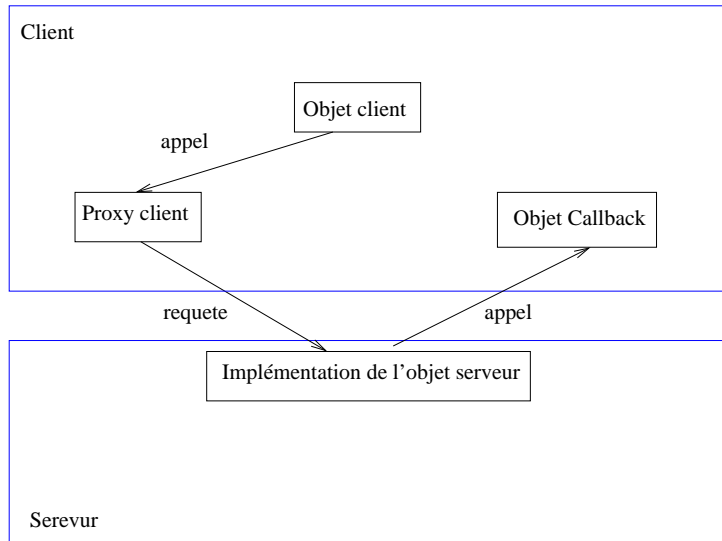 Client
Objet client
appel
Proxy client
Objet Callback
requete
appel
Implémentation de l’objet serveur
Serevur